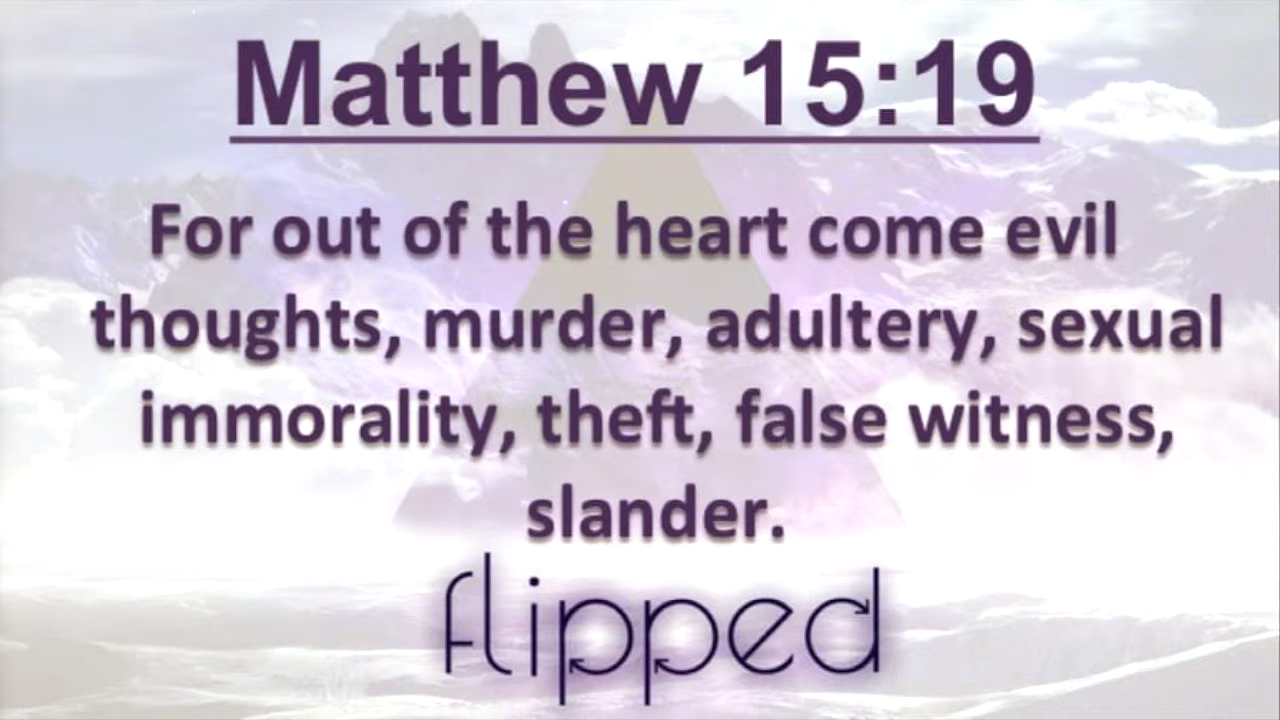 Matthew 15:19
For out of the heart come evil
thoughts, murder, adultery, sexual
immorality, theft, false witness,
slander.
flipped